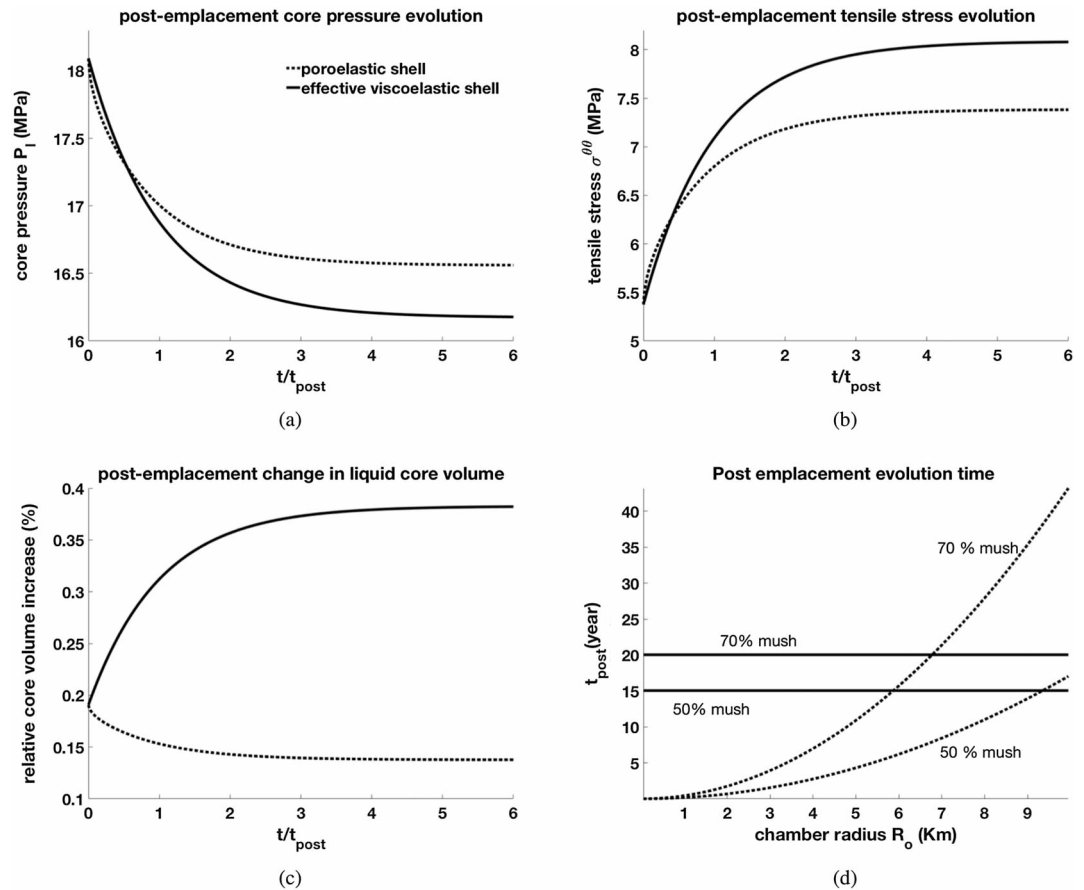 post-emplacement core pressure evolution
core pressure P_l (MPa)
18
17.5
17
16.5
16
poroelastic shell
effective viscoelastic shell
0 1 2 3 4 5 6
t/t_post
(a)
post-emplacement tensile stress evolution
tensile stress σ^θθ (MPa)
8
7.5
7
6.5
6
5.5
5
0 1 2 3 4 5 6
t/t_post
(b)
post-emplacement change in liquid core volume
relative core volume increase (%)
0.4
0.35
0.3
0.25
0.2
0.15
0.1
0 1 2 3 4 5 6
t/t_post
(c)
Post emplacement evolution time
t_post(year)
40
35
30
25
20
15
10
5
70 % mush
70% mush
50% mush
50 % mush
1 2 3 4 5 6 7 8 9
chamber radius R_o (Km)
(d)